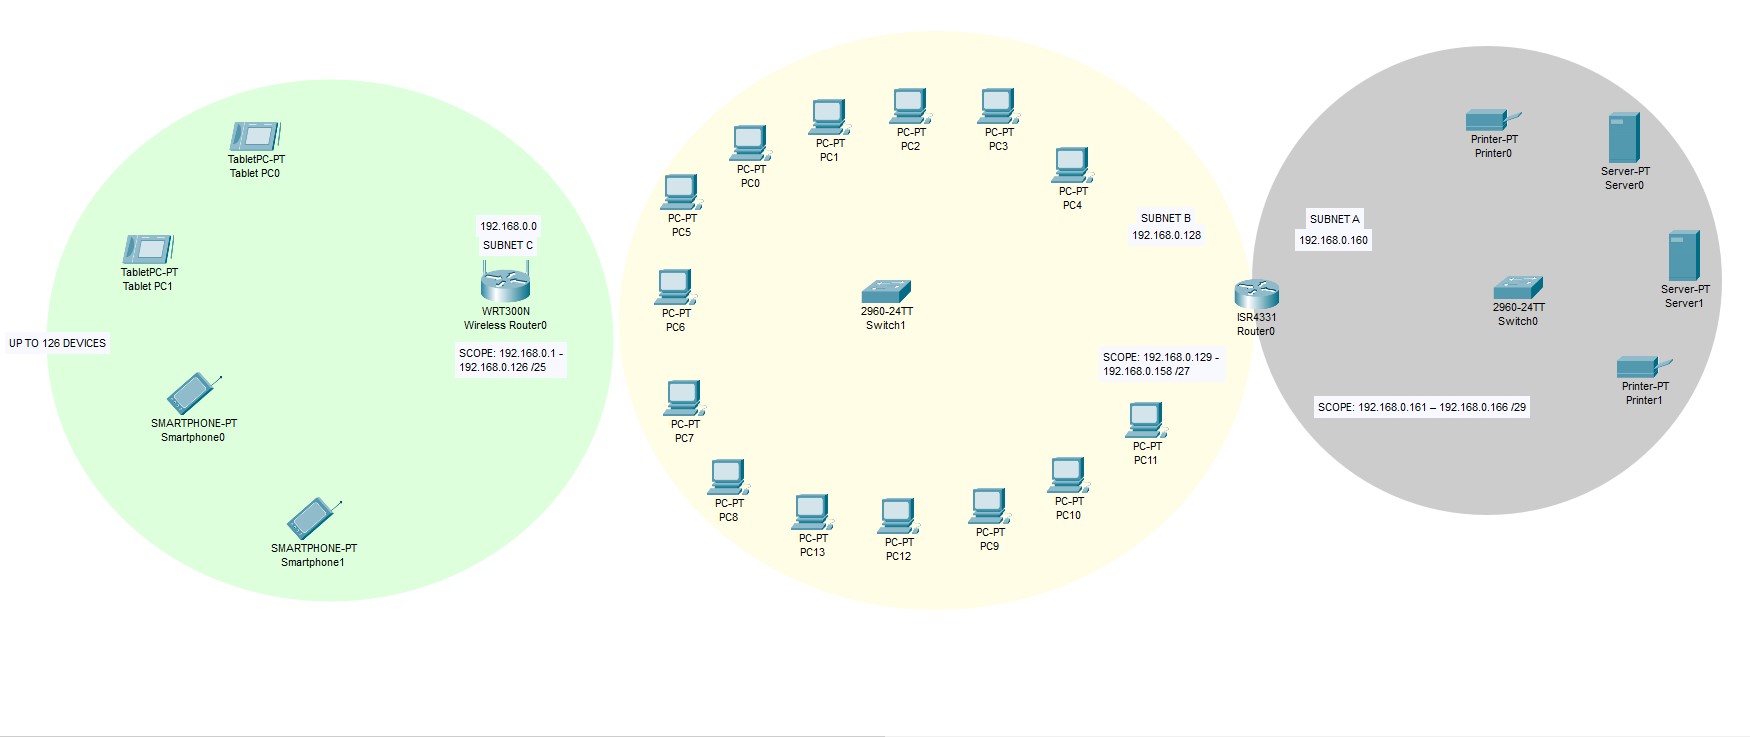 TabletPC-PT
Tablet PC0
TabletPC-PT
Tablet PC1
UP TO 126 DEVICES
SMARTPHONE-PT
Smartphone0
SMARTPHONE-PT
Smartphone1
192.168.0.0
SUBNET C
WRT300N
Wireless Router0
SCOPE: 192.168.0.1 -
192.168.0.126 /25
PC-PT
PC5
PC-PT
PC0
PC-PT
PC1
PC-PT
PC2
PC-PT
PC3
PC-PT
PC4
PC-PT
PC6
2960-24TT
Switch1
PC-PT
PC7
PC-PT
PC8
PC-PT
PC13
PC-PT
PC12
PC-PT
PC9
PC-PT
PC10
PC-PT
PC11
SUBNET B
192.168.0.128
SCOPE: 192.168.0.129 -
192.168.0.158 /27
ISR4331
Router0
SUBNET A
192.168.0.160
Printer-PT
Printer0
Server-PT
Server0
Server-PT
Server1
2960-24TT
Switch0
Printer-PT
Printer1
SCOPE: 192.168.0.161 – 192.168.0.166 /29